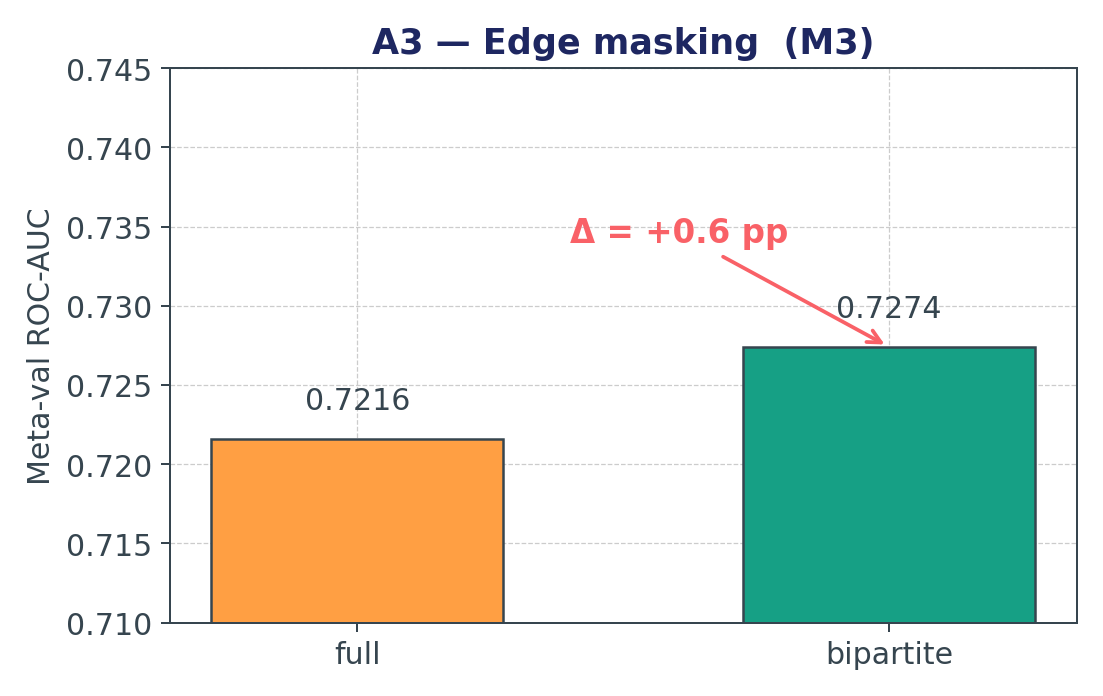 A3 — Edge masking (M3)
Meta-val ROC-AUC
0.745
0.740
0.735
0.730
0.725
0.720
0.715
0.710
Δ = +0.6 pp
0.7274
0.7216
full
bipartite